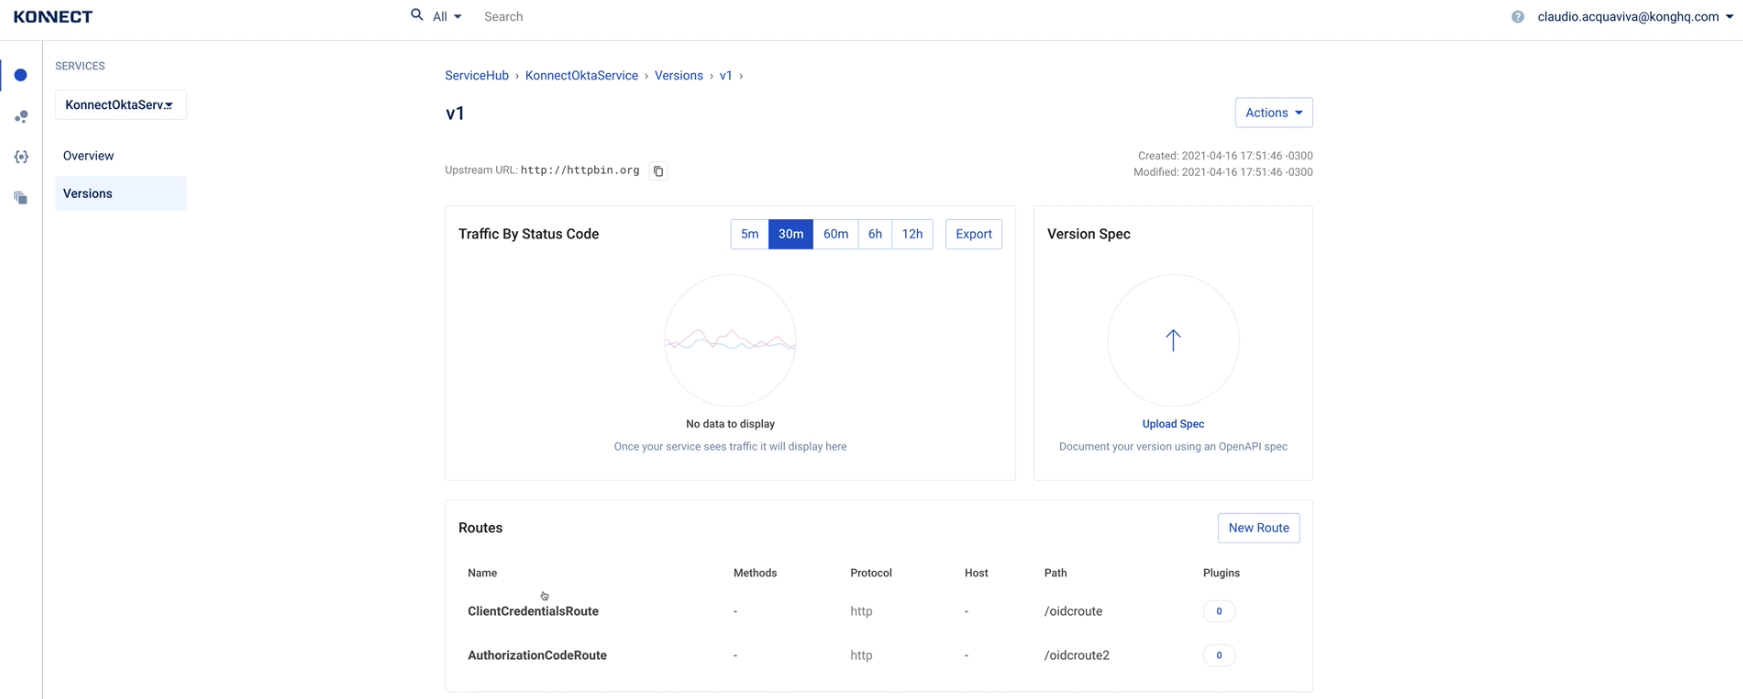 KONNECT
All
Search
claudio.acquaviva@konghq.com
SERVICES
KonnectOktaServ..
Overview
Versions
ServiceHub › KonnectOktaService › Versions › v1 ›
v1
Actions
Upstream URL: http://httpbin.org
Created: 2021-04-16 17:51:46 -0300
Modified: 2021-04-16 17:51:46 -0300
Traffic By Status Code
5m 30m 60m 6h 12h Export
No data to display
Once your service sees traffic it will display here
Version Spec
Upload Spec
Document your version using an OpenAPI spec
Routes
New Route
Name Methods Protocol Host Path Plugins
ClientCredentialsRoute - http - /oidcroute 0
AuthorizationCodeRoute - http - /oidcroute2 0